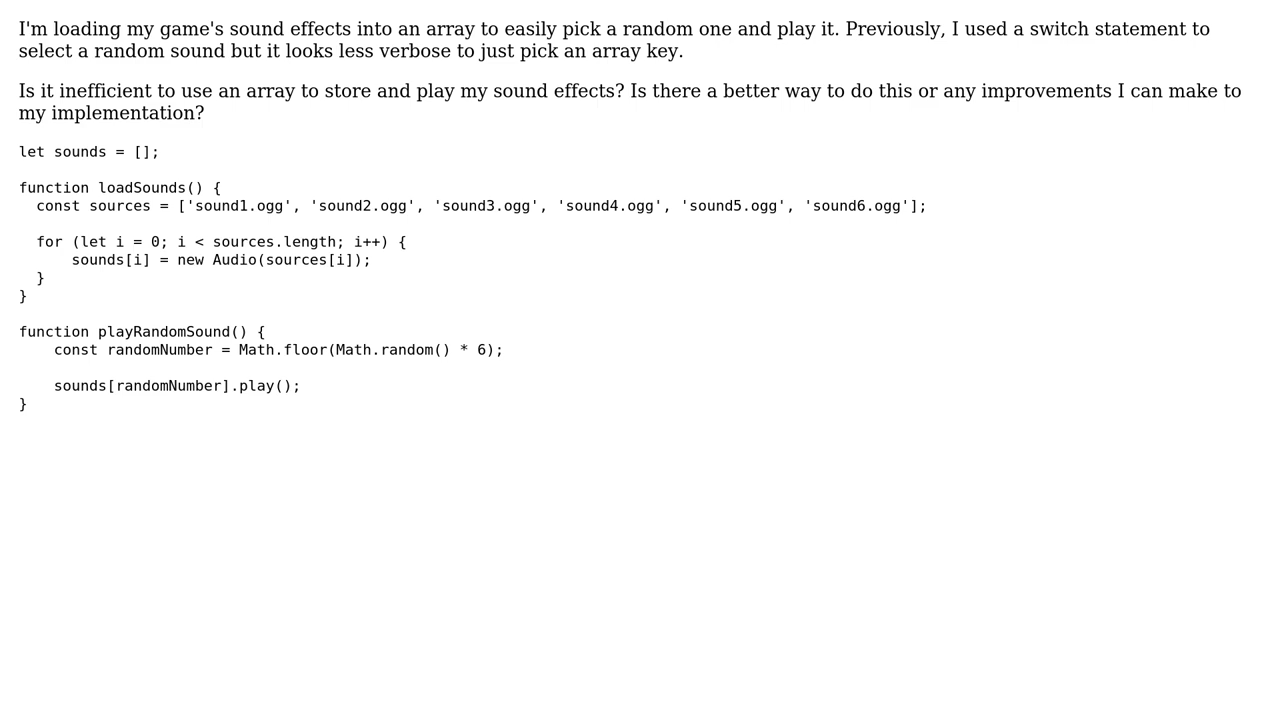 I'm loading my game's sound effects into an array to easily pick a random one and play it. Previously, I used a switch statement to
select a random sound but it looks less verbose to just pick an array key.
Is it inefficient to use an array to store and play my sound effects? Is there a better way to do this or any improvements I can make to
my implementation?
let sounds = [];
function loadSounds() {
  const sources = ['sound1.ogg', 'sound2.ogg', 'sound3.ogg', 'sound4.ogg', 'sound5.ogg', 'sound6.ogg'];
  for (let i = 0; i < sources.length; i++) {
      sounds[i] = new Audio(sources[i]);
  }
}
function playRandomSound() {
    const randomNumber = Math.floor(Math.random() * 6);
    sounds[randomNumber].play();
}